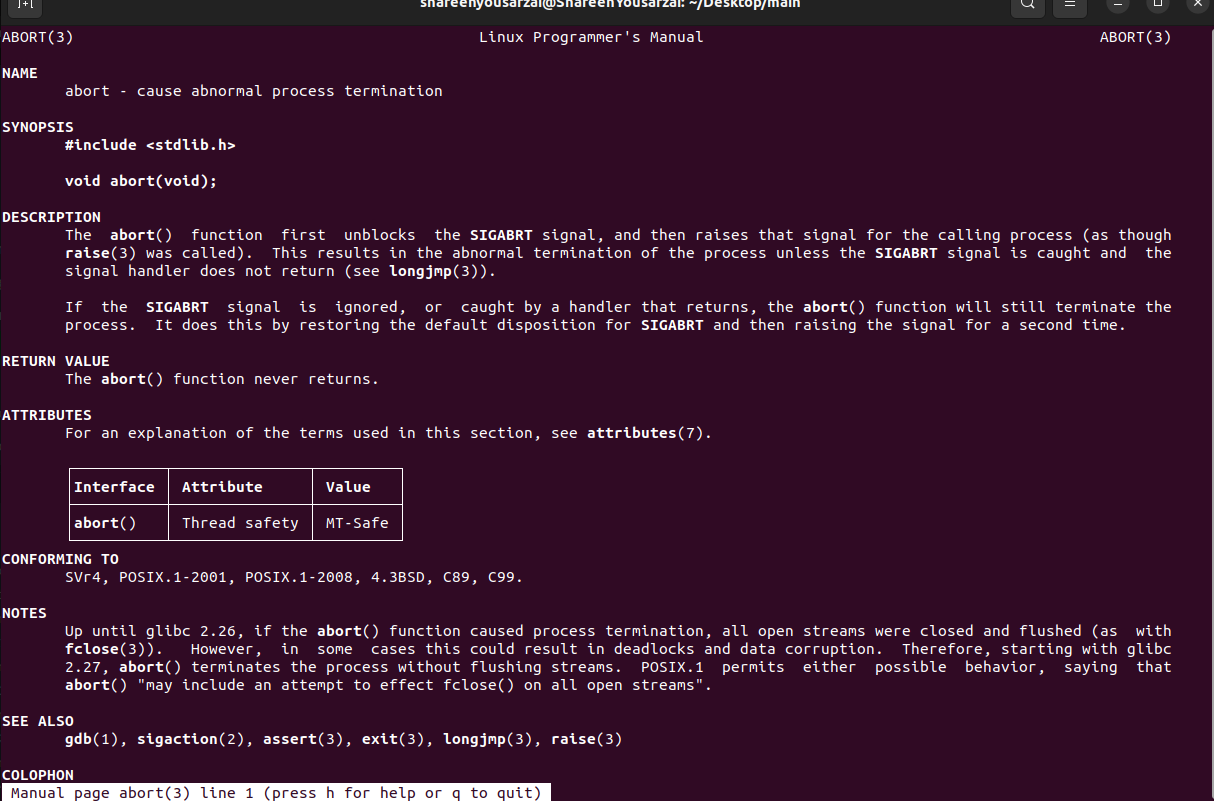 shareenyousarzai@ShareenYousarzai: ~/Desktop/main
ABORT(3) Linux Programmer's Manual ABORT(3)
NAME
abort - cause abnormal process termination
SYNOPSIS
#include <stdlib.h>
void abort(void);
DESCRIPTION
The abort() function first unblocks the SIGABRT signal, and then raises that signal for the calling process (as though
raise(3) was called). This results in the abnormal termination of the process unless the SIGABRT signal is caught and the
signal handler does not return (see longjmp(3)).
If the SIGABRT signal is ignored, or caught by a handler that returns, the abort() function will still terminate the
process. It does this by restoring the default disposition for SIGABRT and then raising the signal for a second time.
RETURN VALUE
The abort() function never returns.
ATTRIBUTES
For an explanation of the terms used in this section, see attributes(7).
Interface Attribute Value
abort() Thread safety MT-Safe
CONFORMING TO
SVr4, POSIX.1-2001, POSIX.1-2008, 4.3BSD, C89, C99.
NOTES
Up until glibc 2.26, if the abort() function caused process termination, all open streams were closed and flushed (as with
fclose(3)). However, in some cases this could result in deadlocks and data corruption. Therefore, starting with glibc
2.27, abort() terminates the process without flushing streams. POSIX.1 permits either possible behavior, saying that
abort() "may include an attempt to effect fclose() on all open streams".
SEE ALSO
gdb(1), sigaction(2), assert(3), exit(3), longjmp(3), raise(3)
COLOPHON
Manual page abort(3) line 1 (press h for help or q to quit)